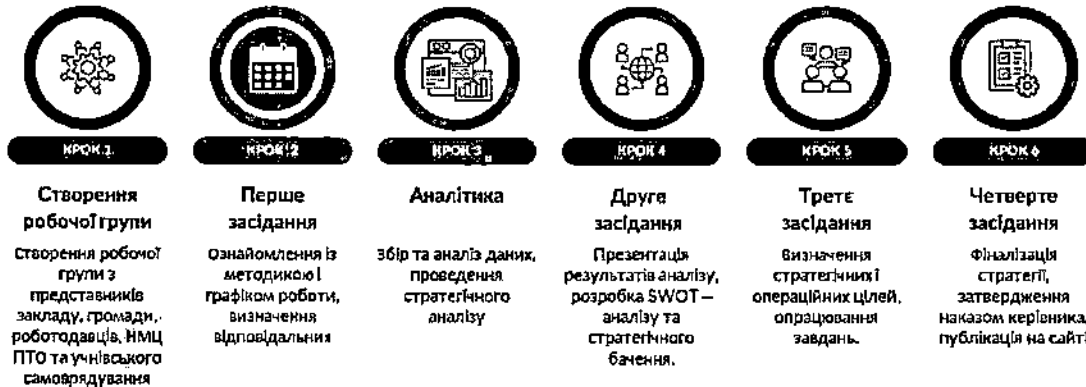 КРОК 1
Створення
робочої групи
Створення робочої
групи з
представників
закладу, громади,
роботодавців, НМЦ
ПТО та учнівського
самоврядування
КРОК 2
Перше
засідання
Ознайомлення із
методикою і
графіком роботи,
визначення
відповідальних
КРОК 3
Аналітика
Збір та аналіз даних,
проведення
стратегічного
аналізу
КРОК 4
Друге
засідання
Презентація
результатів аналізу,
розробка SWOT –
аналізу та
стратегічного
бачення.
КРОК 5
Третє
засідання
Визначення
стратегічних і
операційних цілей,
опрацювання
завдань.
КРОК 6
Четверте
засідання
Фіналізація
стратегії,
затвердження
наказом керівника,
публікація на сайті